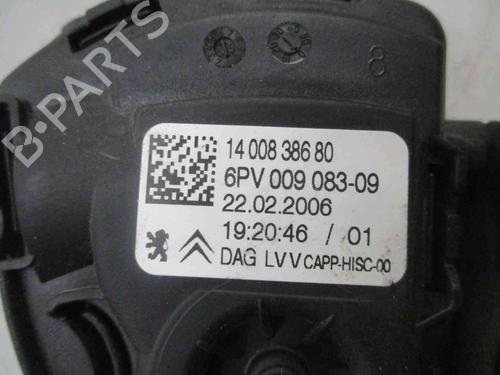 B-PARTS
8
14 008 386 80
6PV 009 083-09
22.02.2006
19:20:46 / 01
DAG LVV CAPP-HISC-00